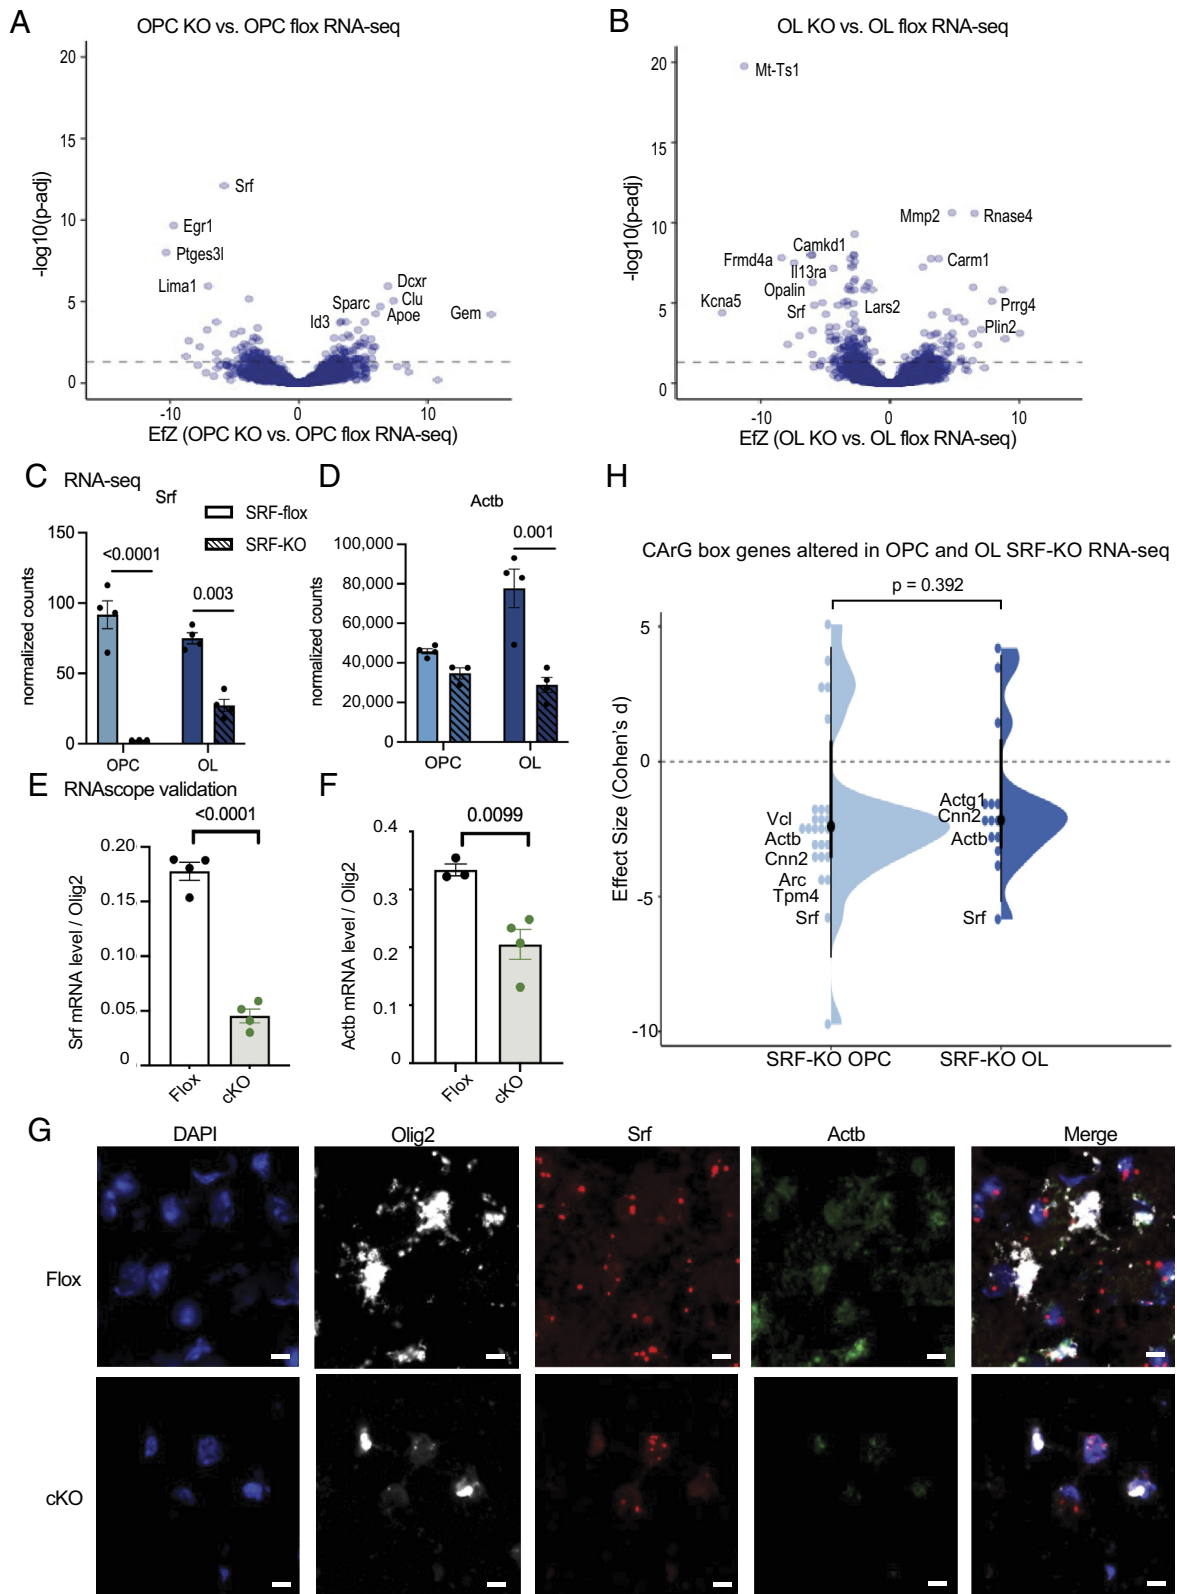 A
OPC KO vs. OPC flox RNA-seq
20
15
10
5
0
-log10(p-adj)
Srf
Egr1
Ptges3l
Lima1
Dcxr
Sparc
Clu
Apoe
Id3
Gem
-10
0
10
EfZ (OPC KO vs. OPC flox RNA-seq)
B
OL KO vs. OL flox RNA-seq
20
15
10
5
0
-log10(p-adj)
Mt-Ts1
Mmp2
Rnase4
Camkd1
Frmd4a
Il13ra
Carm1
Opalin
Kcna5
Srf
Lars2
Prrg4
Plin2
-10
0
10
EfZ (OL KO vs. OL flox RNA-seq)
C
RNA-seq
Srf
SRF-flox
SRF-KO
150
100
50
0
normalized counts
<0.0001
0.003
OPC
OL
D
Actb
0.001
100,000
80,000
60,000
40,000
20,000
0
normalized counts
OPC
OL
E
RNAscope validation
<0.0001
0.20
0.15
0.10
0.05
0
Srf mRNA level / Olig2
Flox
cKO
F
0.0099
0.4
0.3
0.2
0.1
0
Actb mRNA level / Olig2
Flox
cKO
H
CArG box genes altered in OPC and OL SRF-KO RNA-seq
p = 0.392
5
0
-5
-10
Effect Size (Cohen's d)
Vcl
Actb
Cnn2
Arc
Tpm4
Srf
Actg1
Cnn2
Actb
Srf
SRF-KO OPC
SRF-KO OL
G
DAPI
Olig2
Srf
Actb
Merge
Flox
cKO